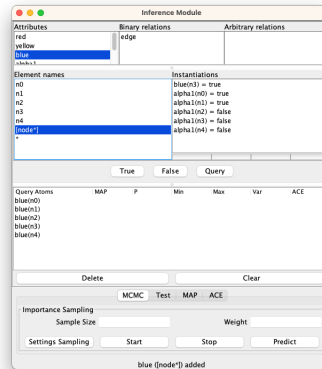 Inference Module
Attributes
Binary relations
Arbitrary relations
red
yellow
blue
alpha1
edge
Element names
Instantiations
n0
n1
n2
n3
n4
[node*]
*
blue(n3) = true
alpha1(n0) = true
alpha1(n1) = true
alpha1(n2) = false
alpha1(n3) = false
alpha1(n4) = false
True
False
Query
Query Atoms MAP P Min Max Var ACE
blue(n0)
blue(n1)
blue(n2)
blue(n3)
blue(n4)
Delete
Clear
MCMC Test MAP ACE
Importance Sampling
Sample Size
Weight
Settings Sampling
Start
Stop
Predict
blue ([node*]) added